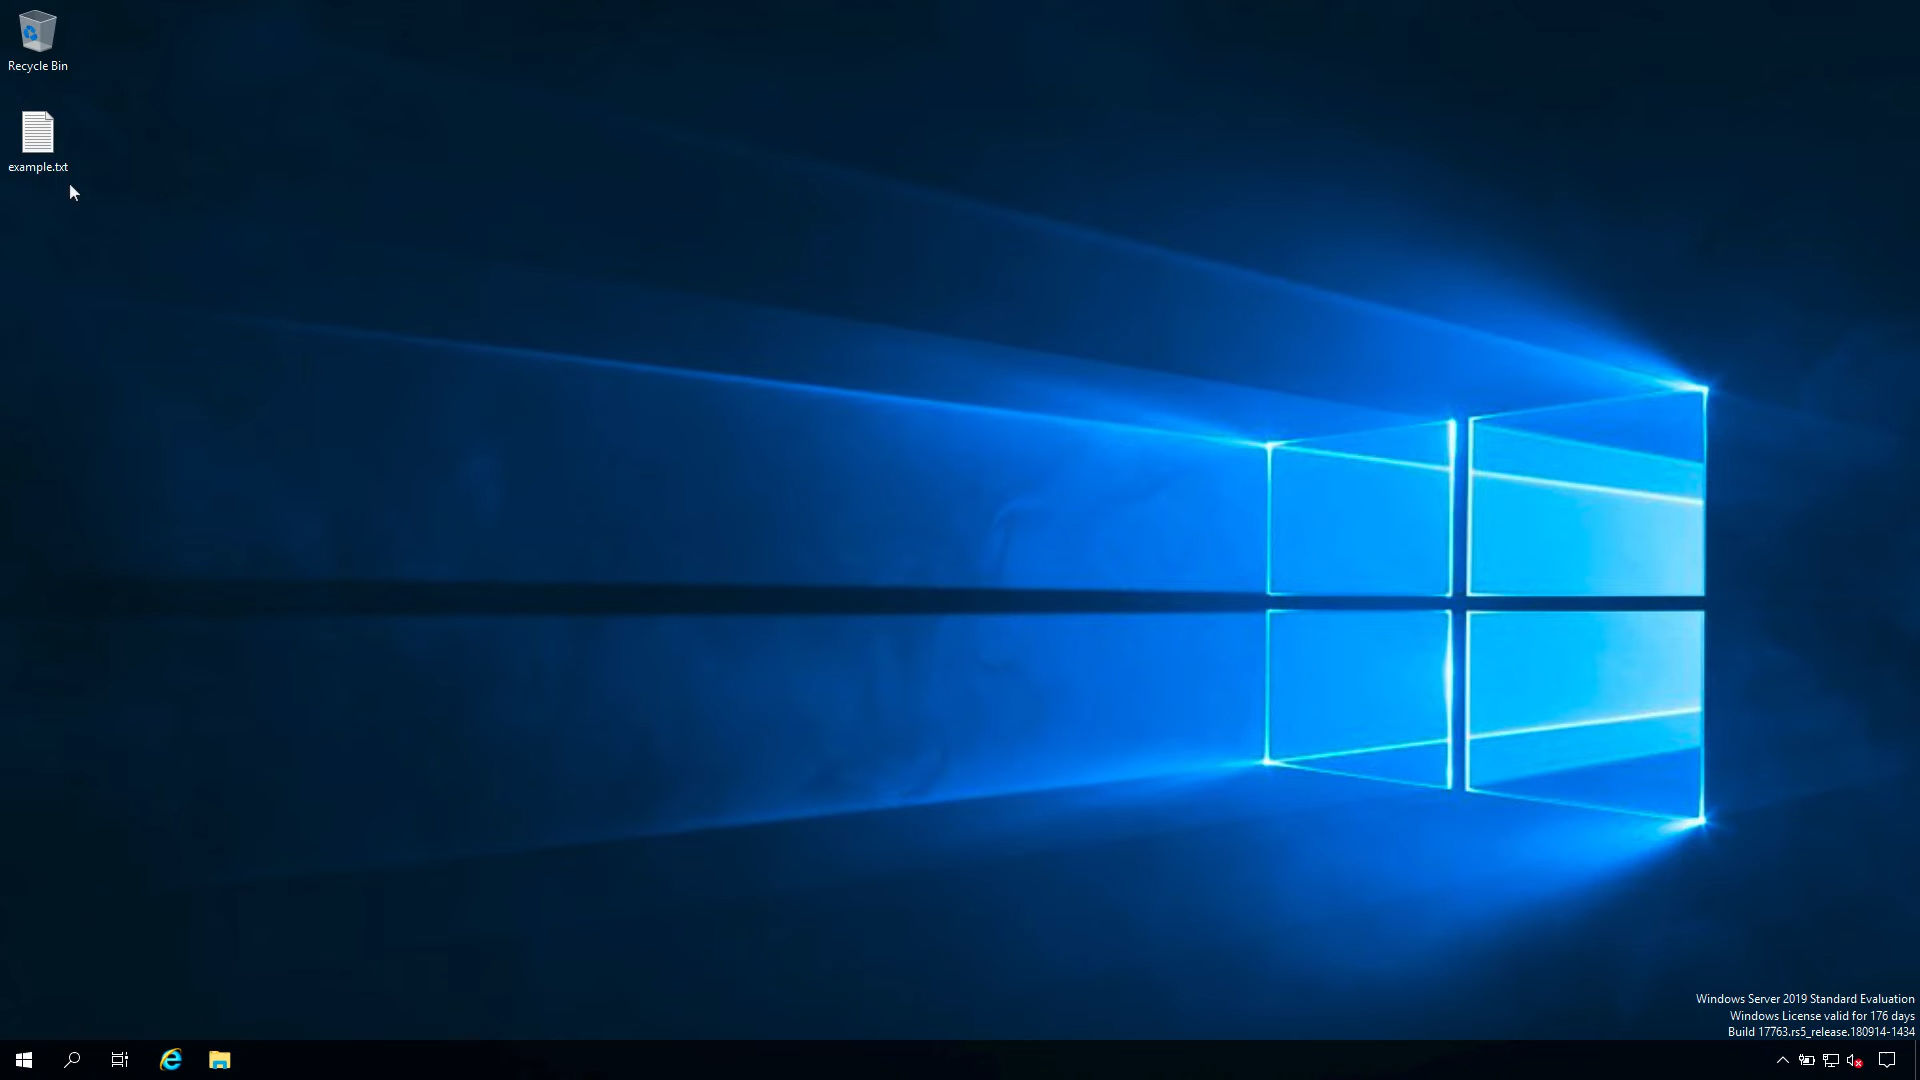 Recycle Bin
example.txt
Windows Server 2019 Standard Evaluation
Windows License valid for 176 days
Build 17763.rs5_release.180914-1434